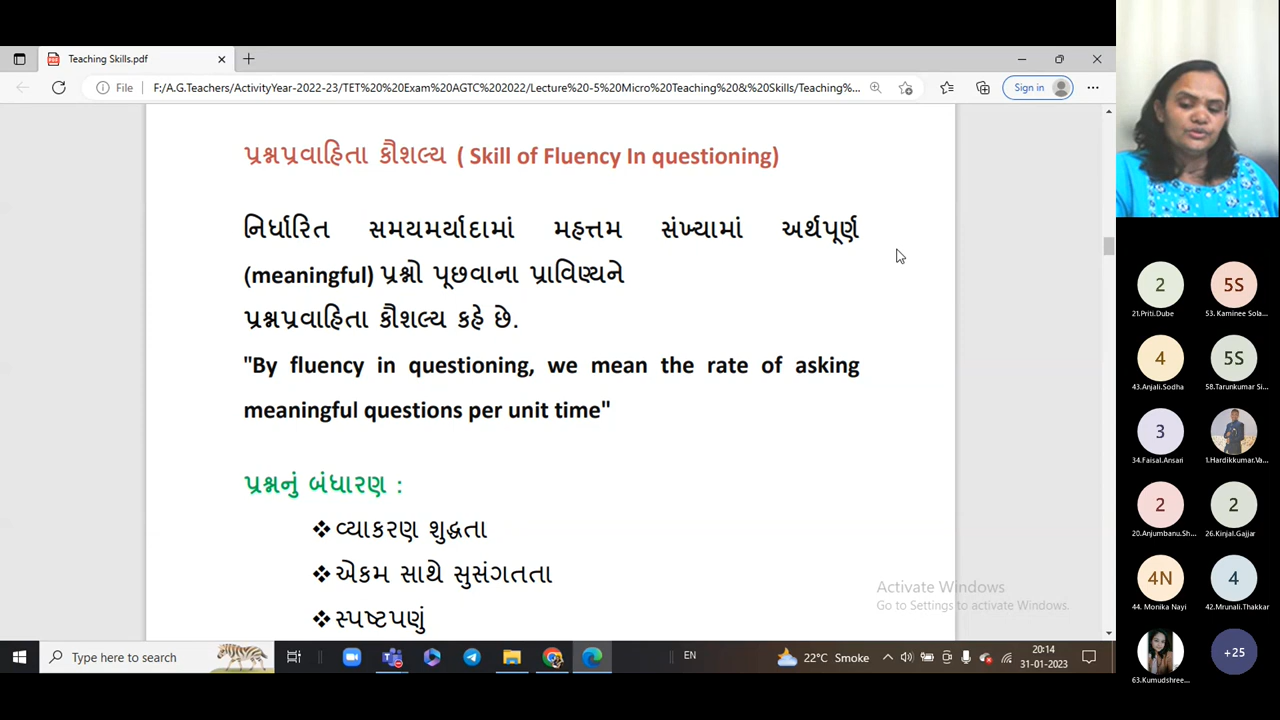 Teaching Skills.pdf
File
F:/A.G.Teachers/ActivityYear-2022-23/TET%20%20Exam%20AGTC%202022/Lecture%20-5%20Micro%20Teaching%20&%20Skills/Teaching%...
Sign in
પ્રશ્નપ્રવાહિતા કૌશલ્ય ( Skill of Fluency In questioning)
નિર્ધારિત સમયમર્યાદામાં મહત્તમ સંખ્યામાં અર્થપૂર્ણ
(meaningful) પ્રશ્નો પૂછવાના પ્રાવિણ્યને
પ્રશ્નપ્રવાહિતા કૌશલ્ય કહે છે.
"By fluency in questioning, we mean the rate of asking
meaningful questions per unit time"
પ્રશ્નનું બંધારણ :
❖વ્યાકરણ શુદ્ધતા
❖એકમ સાથે સુસંગતતા
❖સ્પષ્ટપણું
Activate Windows
Go to Settings to activate Windows.
2 5S
21.Priti.Dube 53. Kaminee Sola...
4 5S
43.Anjali.Sodha 58.Tarunkumar Si...
3
34.Faisal.Ansari 1.Hardikkumar.Va...
2 2
20.Anjumbanu.Sh... 26.Kinjal.Gajjar
4N 4
44. Monika Nayi 42.Mrunali.Thakkar
+25
63.Kumudshree...
Type here to search
EN
22°C Smoke
20:14
31-01-2023